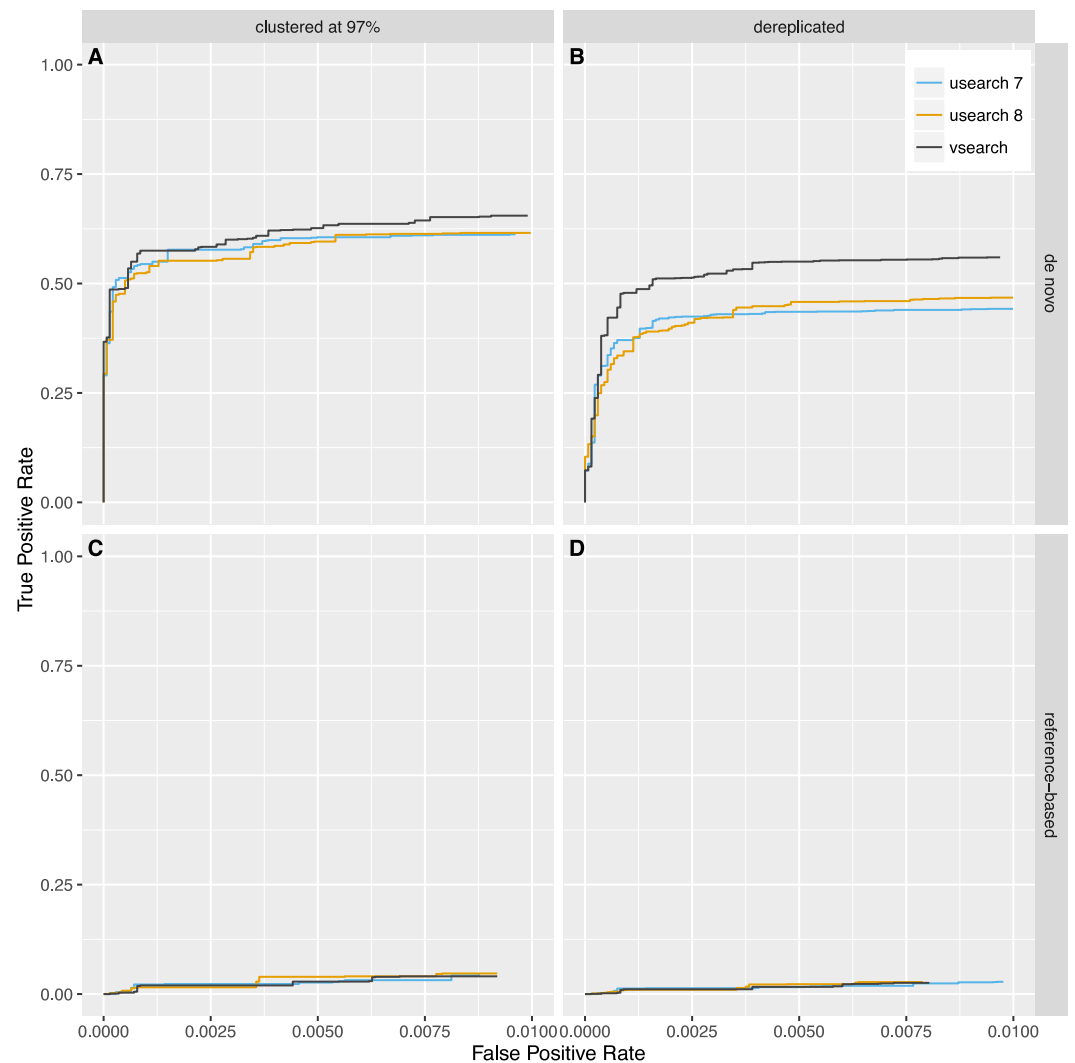 clustered at 97%
dereplicated
A
B
usearch 7
usearch 8
vsearch
1.00
0.75
0.50
0.25
0.00
de novo
True Positive Rate
C
D
1.00
0.75
0.50
0.25
0.00
reference−based
0.0000
0.0025
0.0050
0.0075
0.0100
0.0000
0.0025
0.0050
0.0075
0.0100
False Positive Rate